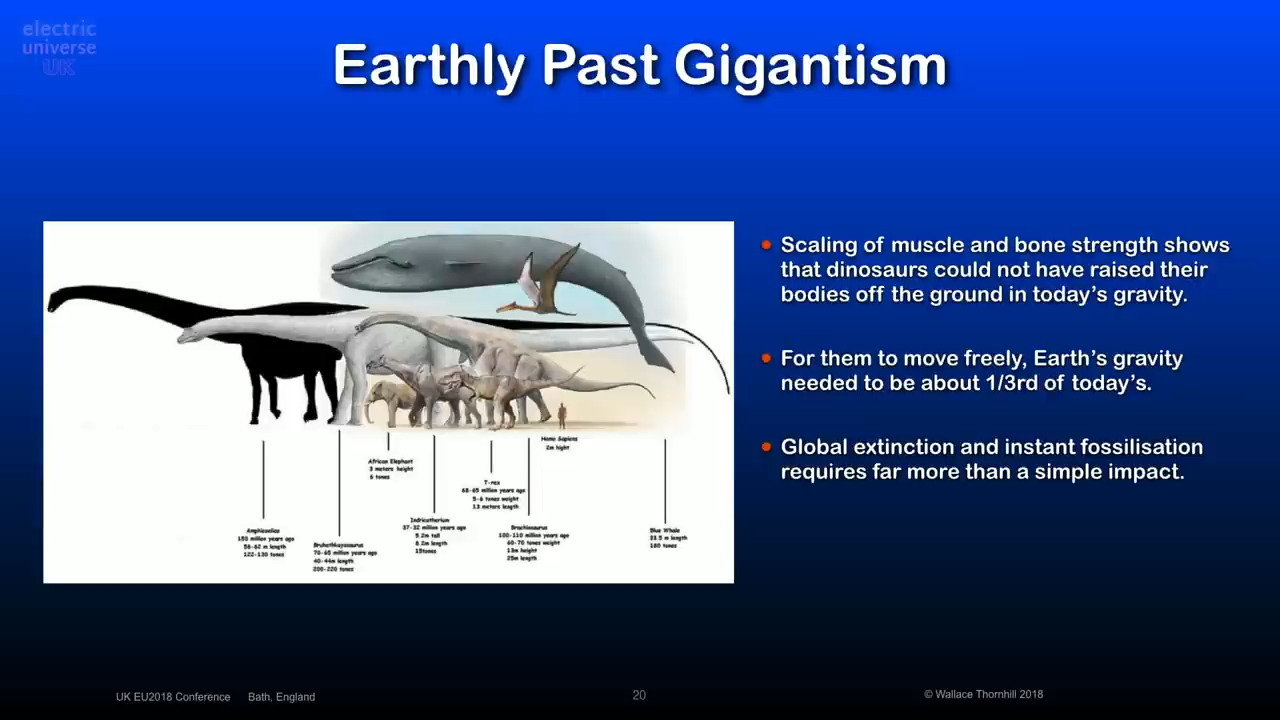 electric
universe
UK
Earthly Past Gigantism
Scaling of muscle and bone strength shows
that dinosaurs could not have raised their
bodies off the ground in today's gravity.
For them to move freely, Earth's gravity
needed to be about 1/3rd of today's.
Global extinction and instant fossilisation
requires far more than a simple impact.
Amphicoelias
150 million years ago
58-62 m length
122-130 tones
Bruhathkayosaurus
70-65 million years ago
40-44m length
200-220 tones
African Elephant
3 meters height
6 tones
Indricotherium
37-32 million years ago
5.2m tall
8.2m length
15tones
T-rex
68-65 million years ago
5-6 tones weight
13 meters length
Brachiosaurus
100-110 million years ago
60-70 tones weight
13m height
25m length
Homo Sapiens
2m hight
Blue Whale
33.5 m length
180 tones
UK EU2018 Conference Bath, England
20
© Wallace Thornhill 2018